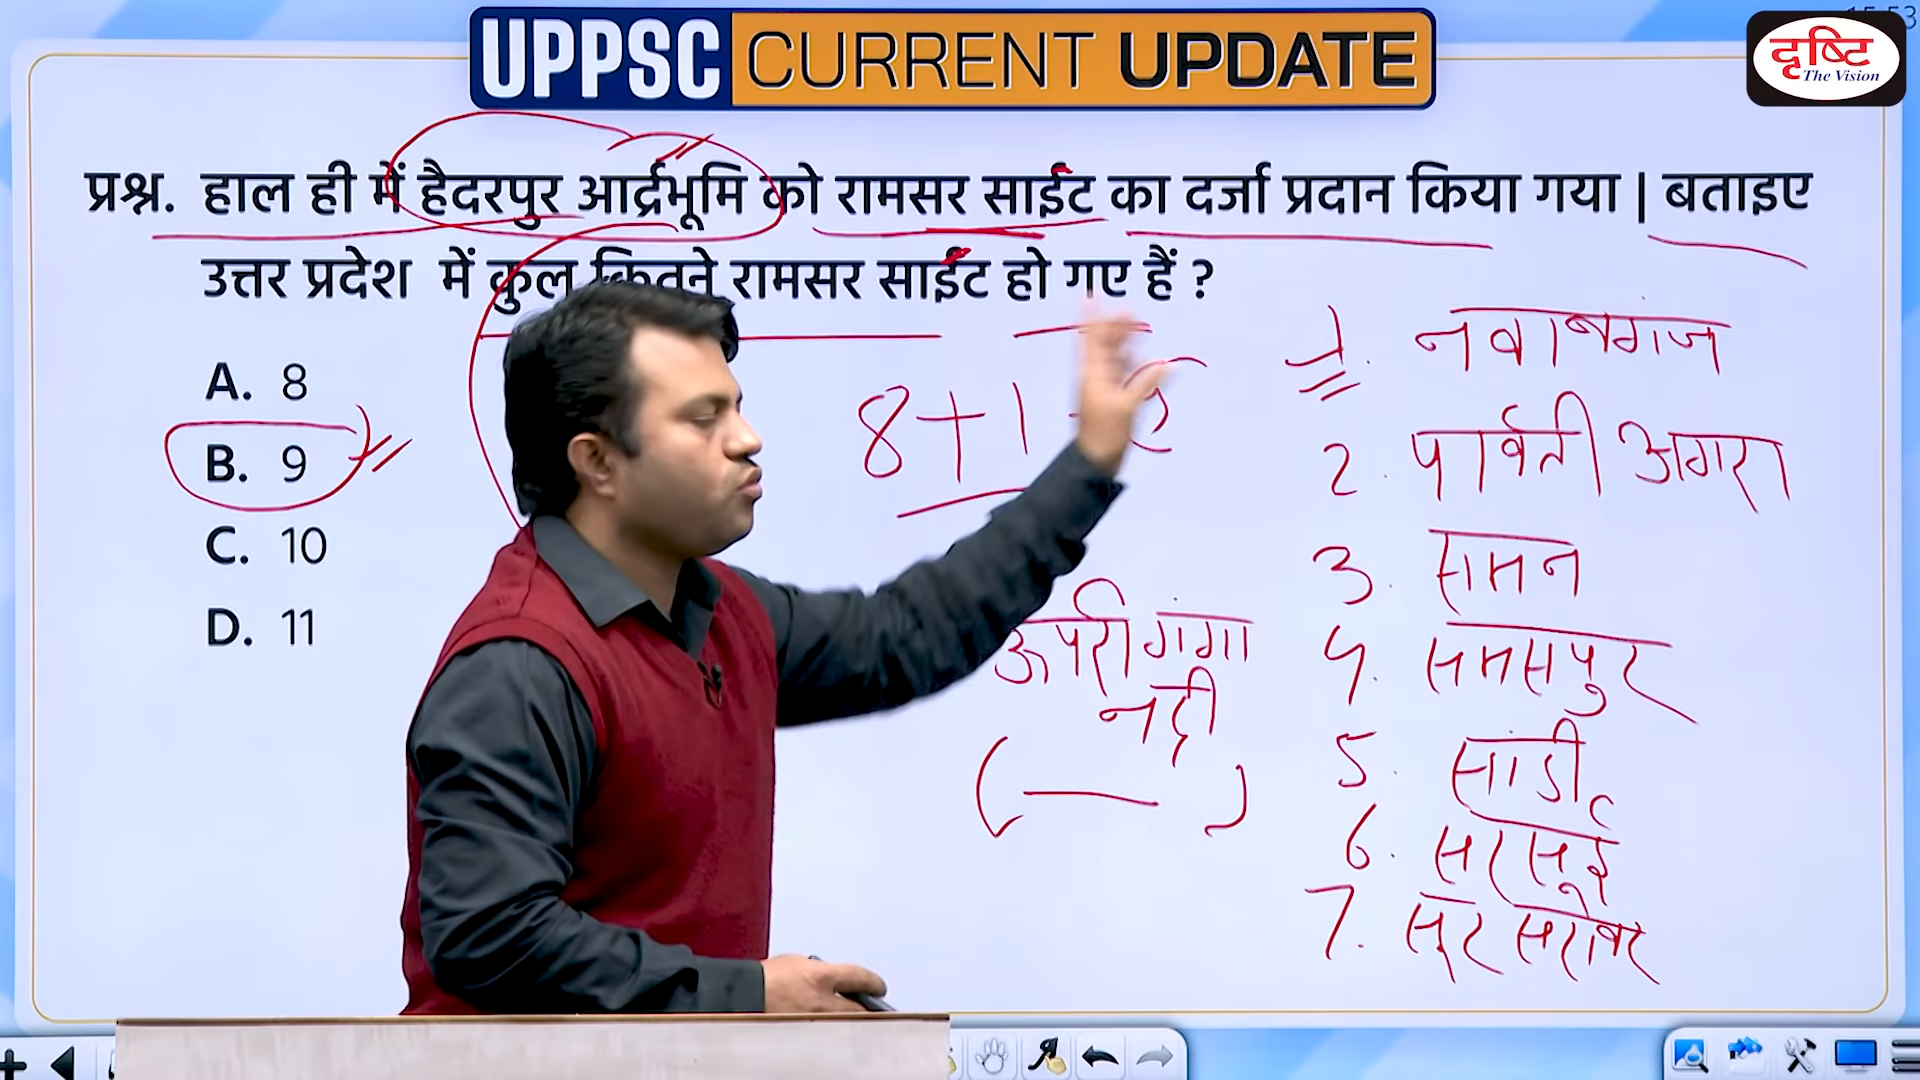 UPPSC CURRENT UPDATE
दृष्टि
The Vision
प्रश्न. हाल ही में हैदरपुर आर्द्रभूमि को रामसर साईट का दर्जा प्रदान किया गया | बताइए
उत्तर प्रदेश में कुल कितने रामसर साईट हो गए हैं ?
A. 8
B. 9
C. 10
D. 11
8+1
ऊपरी गंगा
नदी
1. नवाबगंज
2. पार्वती अगरा
3. समन
4. समसपुर
5. सांडी
6. सरसई
7. सूर सरोवर